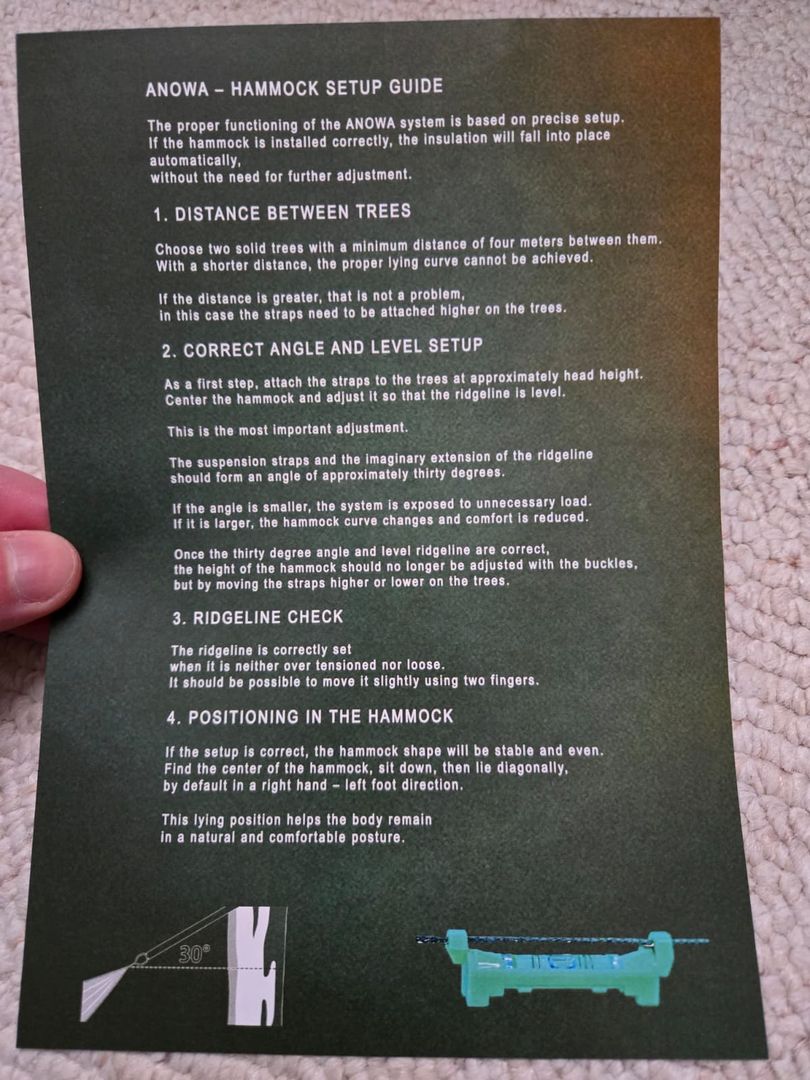 ANOWA – HAMMOCK SETUP GUIDE
The proper functioning of the ANOWA system is based on precise setup.
If the hammock is installed correctly, the insulation will fall into place
automatically,
without the need for further adjustment.
1. DISTANCE BETWEEN TREES
Choose two solid trees with a minimum distance of four meters between them.
With a shorter distance, the proper lying curve cannot be achieved.
If the distance is greater, that is not a problem,
in this case the straps need to be attached higher on the trees.
2. CORRECT ANGLE AND LEVEL SETUP
As a first step, attach the straps to the trees at approximately head height.
Center the hammock and adjust it so that the ridgeline is level.
This is the most important adjustment.
The suspension straps and the imaginary extension of the ridgeline
should form an angle of approximately thirty degrees.
If the angle is smaller, the system is exposed to unnecessary load.
If it is larger, the hammock curve changes and comfort is reduced.
Once the thirty degree angle and level ridgeline are correct,
the height of the hammock should no longer be adjusted with the buckles,
but by moving the straps higher or lower on the trees.
3. RIDGELINE CHECK
The ridgeline is correctly set
when it is neither over tensioned nor loose.
It should be possible to move it slightly using two fingers.
4. POSITIONING IN THE HAMMOCK
If the setup is correct, the hammock shape will be stable and even.
Find the center of the hammock, sit down, then lie diagonally,
by default in a right hand – left foot direction.
This lying position helps the body remain
in a natural and comfortable posture.
30°